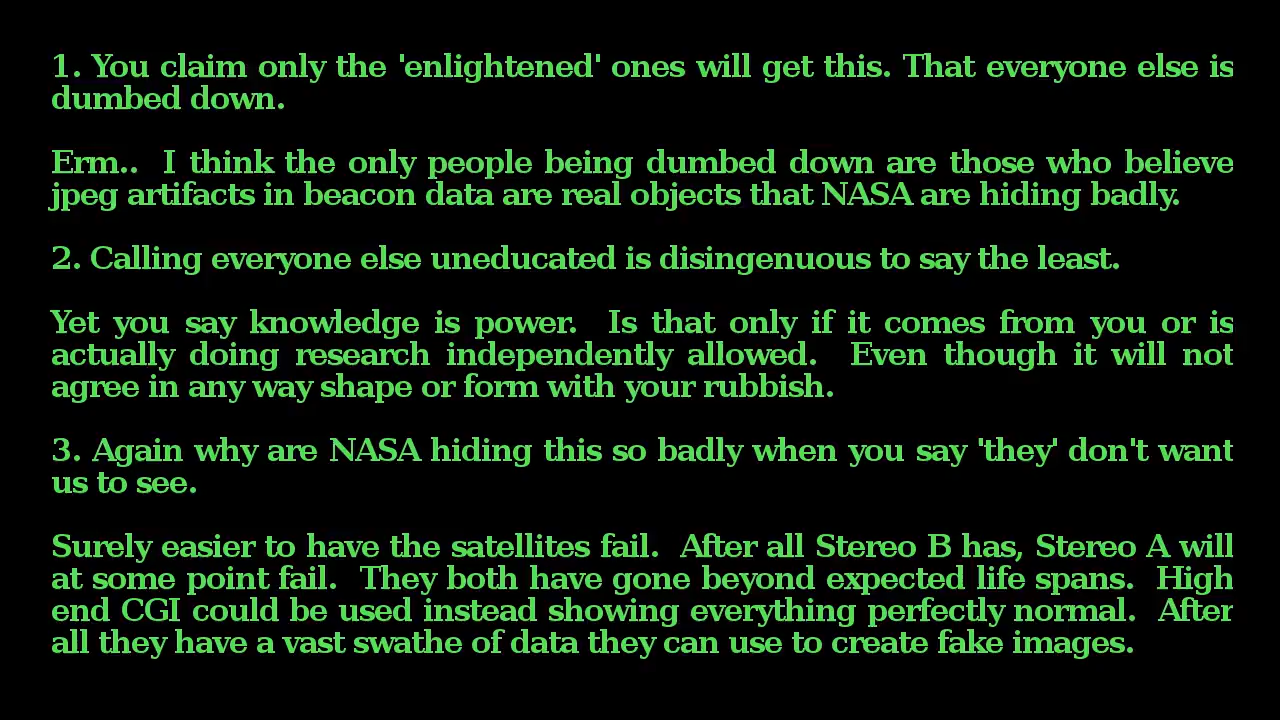 1. You claim only the 'enlightened' ones will get this. That everyone else is
dumbed down.
Erm.. I think the only people being dumbed down are those who believe
jpeg artifacts in beacon data are real objects that NASA are hiding badly.
2. Calling everyone else uneducated is disingenuous to say the least.
Yet you say knowledge is power. Is that only if it comes from you or is
actually doing research independently allowed. Even though it will not
agree in any way shape or form with your rubbish.
3. Again why are NASA hiding this so badly when you say 'they' don't want
us to see.
Surely easier to have the satellites fail. After all Stereo B has, Stereo A will
at some point fail. They both have gone beyond expected life spans. High
end CGI could be used instead showing everything perfectly normal. After
all they have a vast swathe of data they can use to create fake images.